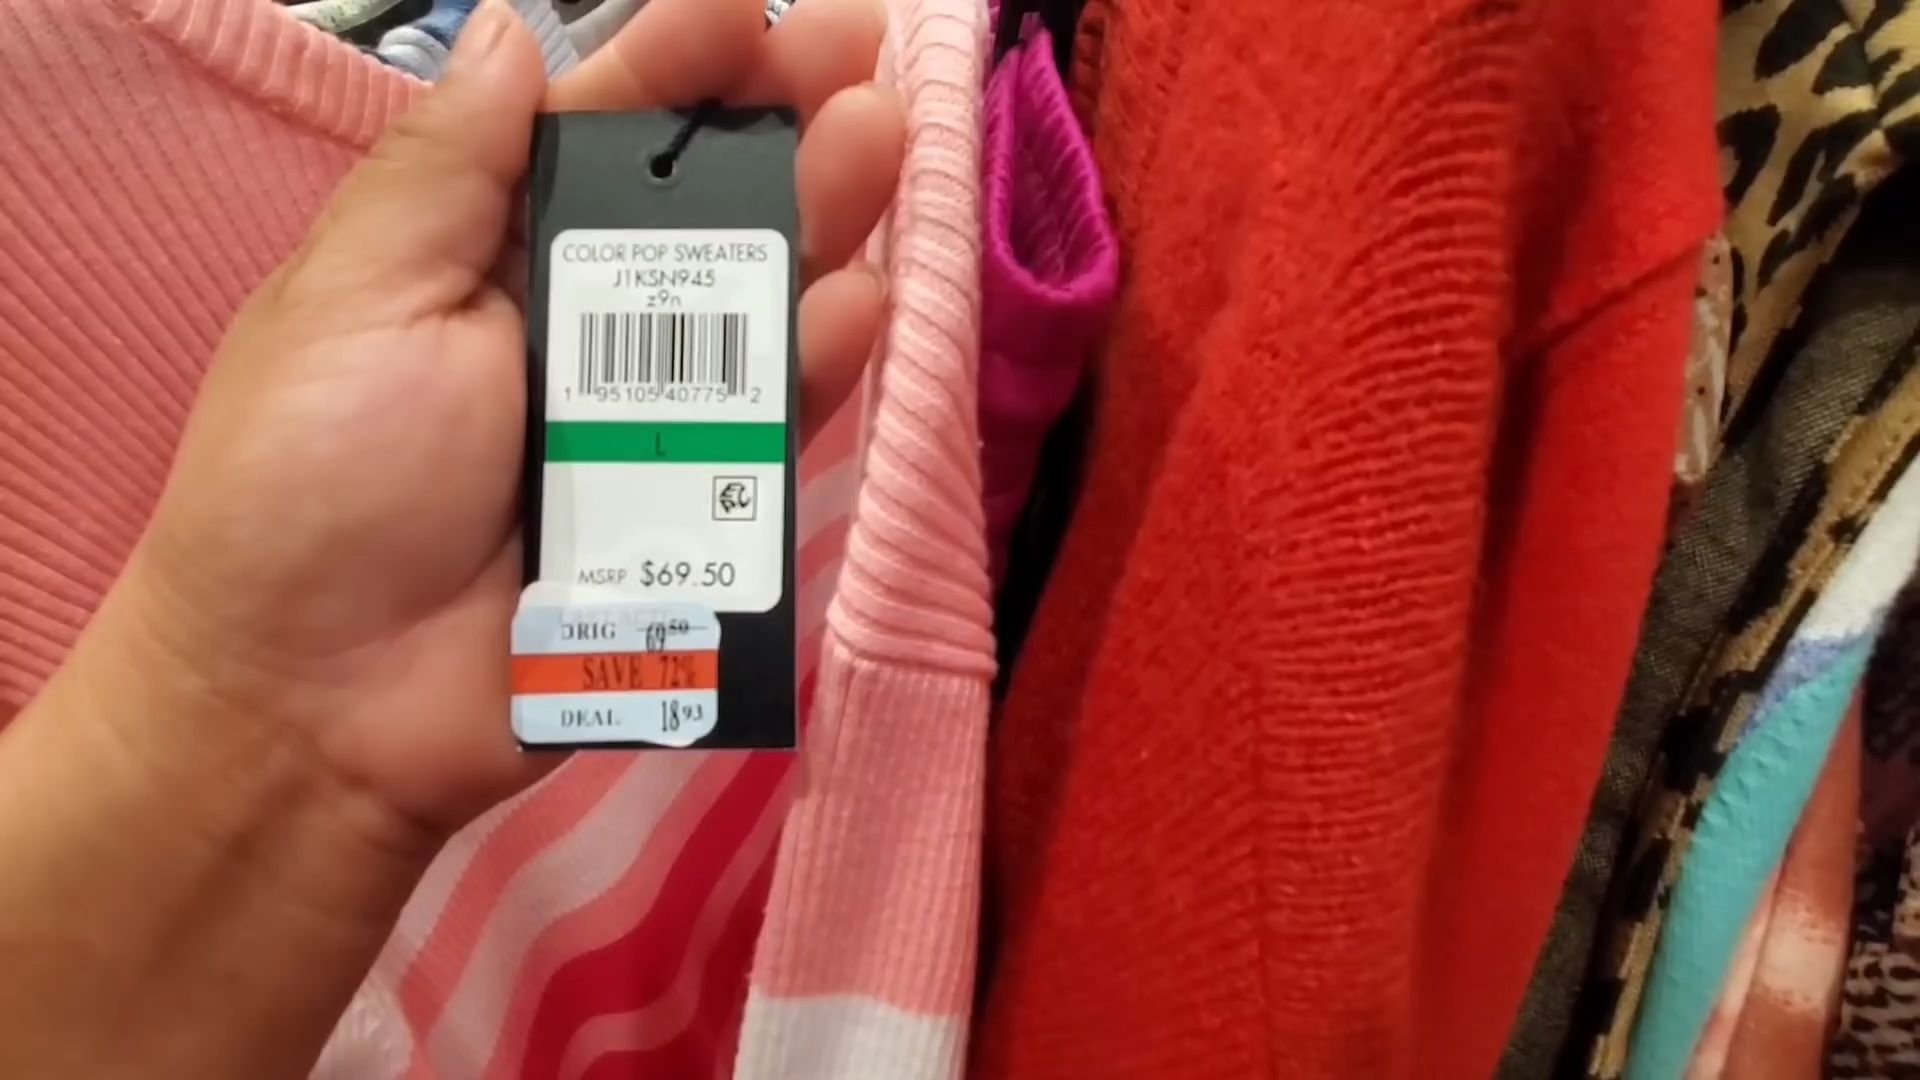 COLOR POP SWEATERS
J1KSN945
z9n
1 95105 40775 2
L
MSRP $69.50
ORIG 69.50
SAVE 72%
DEAL 18.93